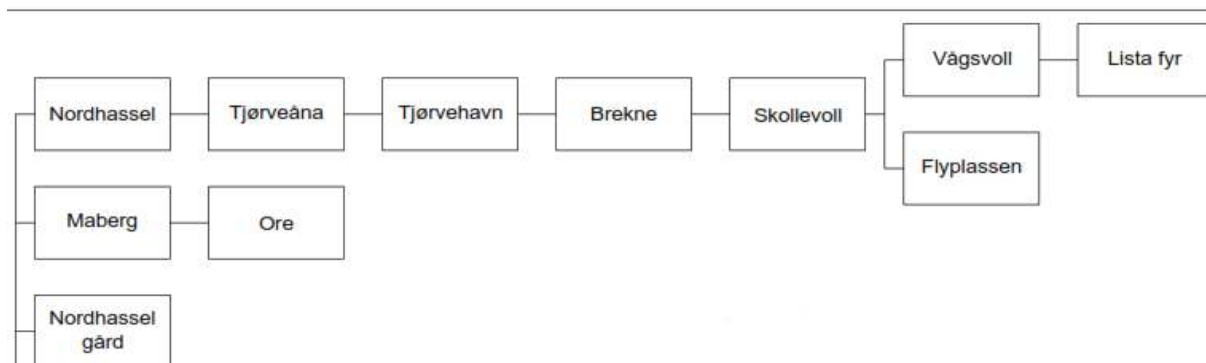 Vågsvoll
Lista fyr
Nordhassel
Tjørveåna
Tjørvehavn
Brekne
Skollevoll
Flyplassen
Maberg
Ore
Nordhassel
gård